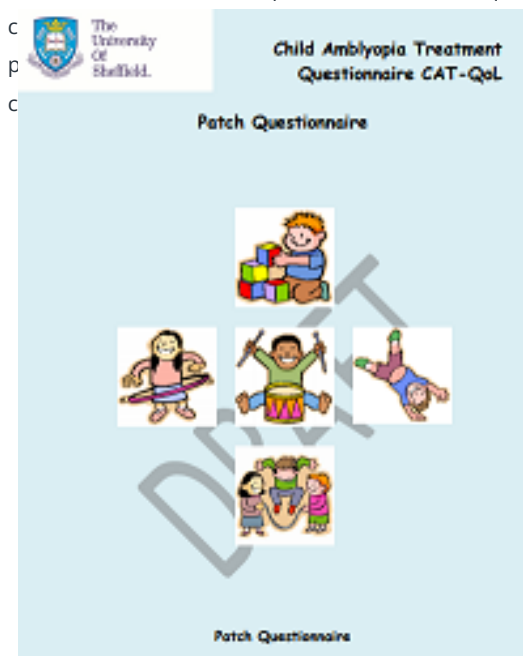 The
University
Of
Sheffield.
Child Amblyopia Treatment
Questionnaire CAT-QoL
Patch Questionnaire
DRAFT
Patch Questionnaire